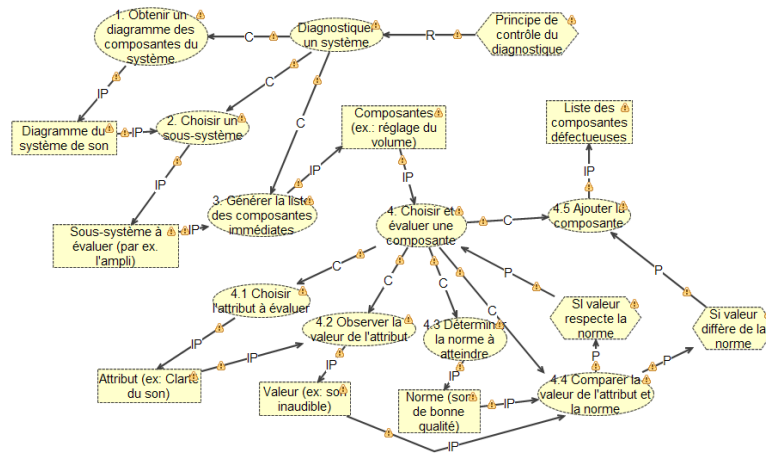 1. Obtenir un
diagramme des
composantes du
système
Diagnostiquer
un système
Principe de
contrôle du
diagnostique
C
R
IP
C
C
Diagramme du
système de son
IP
2. Choisir un
sous-système
Composantes
(ex.: réglage du
volume)
Liste des
composantes
défectueuses
IP
IP
IP
IP
3. Générer la liste
des composantes
immédiates
Sous-système à
évaluer (par ex.
l'ampli)
IP
4. Choisir et
évaluer une
composante
C
4.5 Ajouter la
composante
C
C
C
C
P
P
4.1 Choisir
l'attribut à évaluer
4.2 Observer la
valeur de l'attribut
4.3 Déterminer
la norme à
atteindre
SI valeur
respecte la
norme
Si valeur
diffère de la
norme
IP
IP
IP
IP
P
P
Attribut (ex: Clarté
du son)
Valeur (ex: son
inaudible)
Norme (son
de bonne
qualité)
IP
4.4 Comparer la
valeur de l'attribut et
la norme
IP